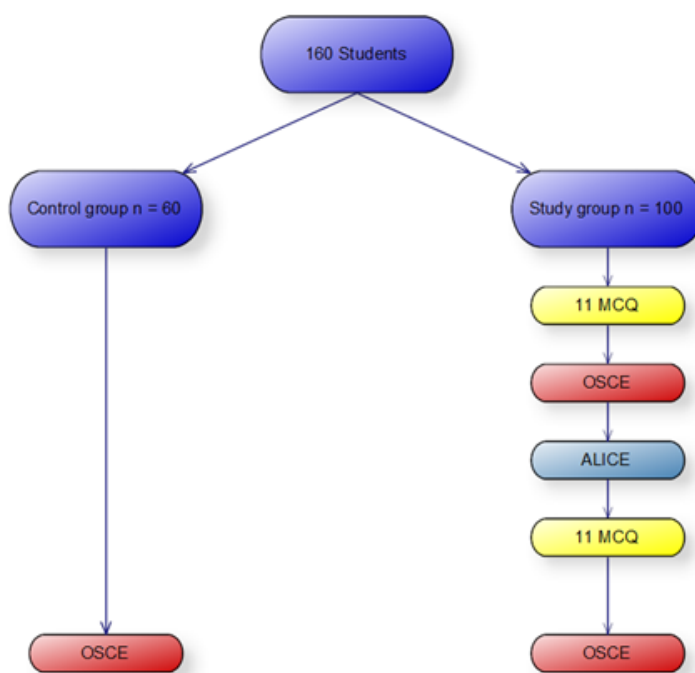 160 Students
Control group n = 60
Study group n = 100
11 MCQ
OSCE
ALICE
11 MCQ
OSCE
OSCE